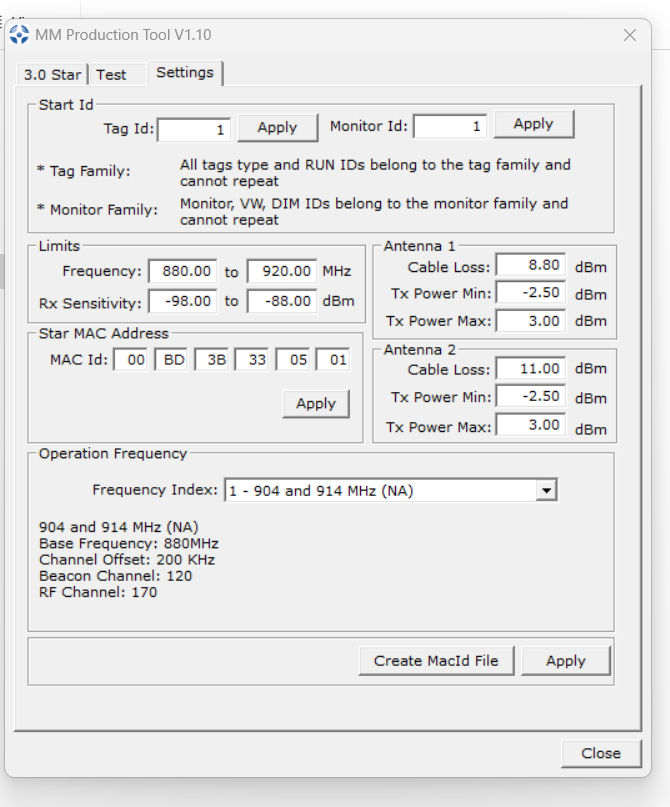 MM Production Tool V1.10
3.0 Star Test Settings
Start Id
Tag Id: 1 Apply Monitor Id: 1 Apply
* Tag Family: All tags type and RUN IDs belong to the tag family and
cannot repeat
* Monitor Family: Monitor, VW, DIM IDs belong to the monitor family and
cannot repeat
Limits
Frequency: 880.00 to 920.00 MHz
Rx Sensitivity: -98.00 to -88.00 dBm
Antenna 1
Cable Loss: 8.80 dBm
Tx Power Min: -2.50 dBm
Tx Power Max: 3.00 dBm
Star MAC Address
MAC Id: 00 BD 3B 33 05 01
Apply
Antenna 2
Cable Loss: 11.00 dBm
Tx Power Min: -2.50 dBm
Tx Power Max: 3.00 dBm
Operation Frequency
Frequency Index: 1 - 904 and 914 MHz (NA)
904 and 914 MHz (NA)
Base Frequency: 880MHz
Channel Offset: 200 KHz
Beacon Channel: 120
RF Channel: 170
Create MacId File Apply
Close